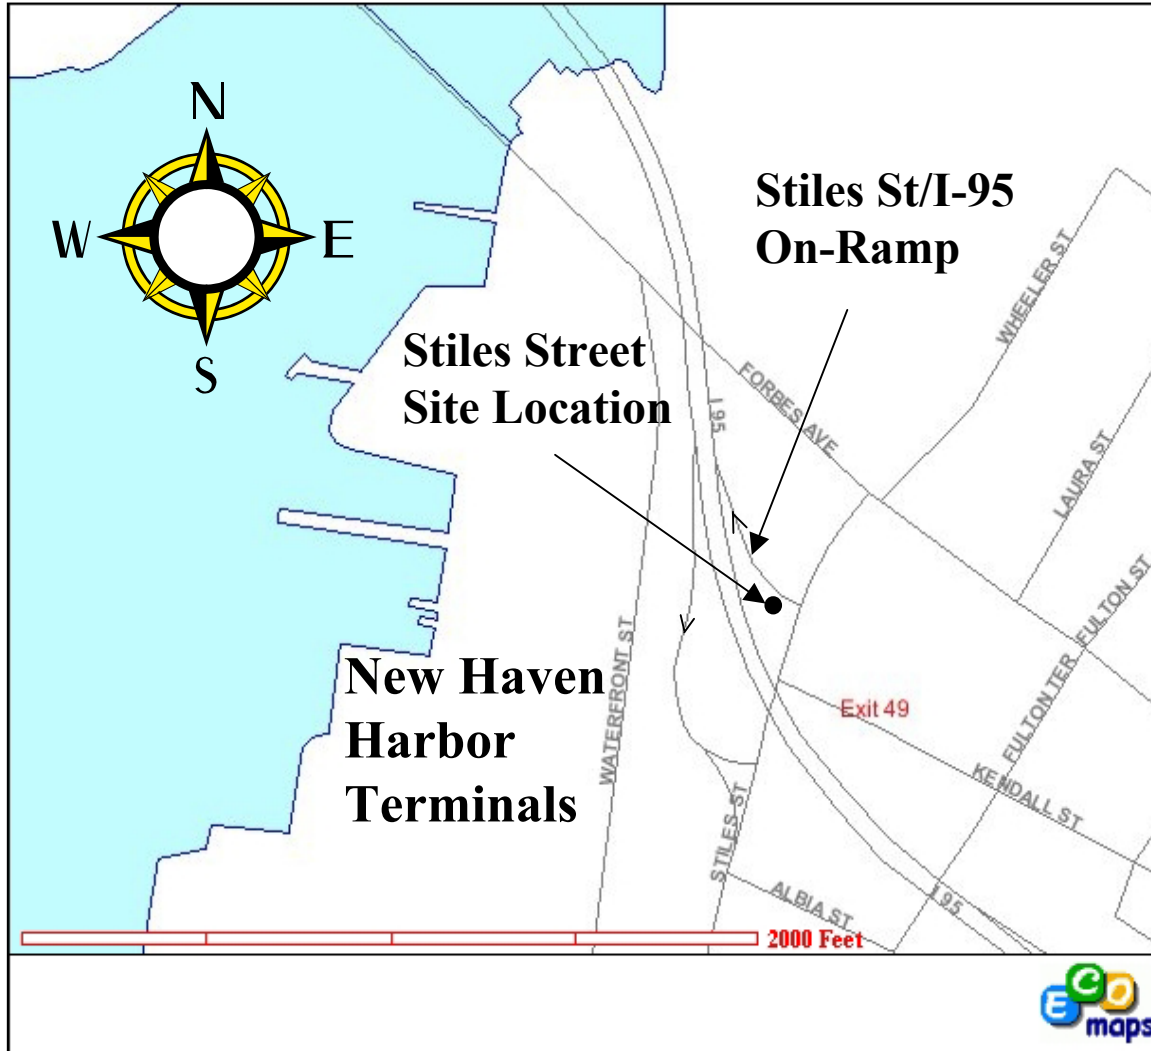 N
W
E
S
Stiles St/I-95
On-Ramp
Stiles Street
Site Location
WHEELER ST
FORBES AVE
I 95
LAURA ST
FULTON ST
WATERFRONT ST
New Haven
Harbor
Terminals
FULTON TER
Exit 49
KENDALL ST
STILES ST
ALBIA ST
I 95
2000 Feet
ECO
maps